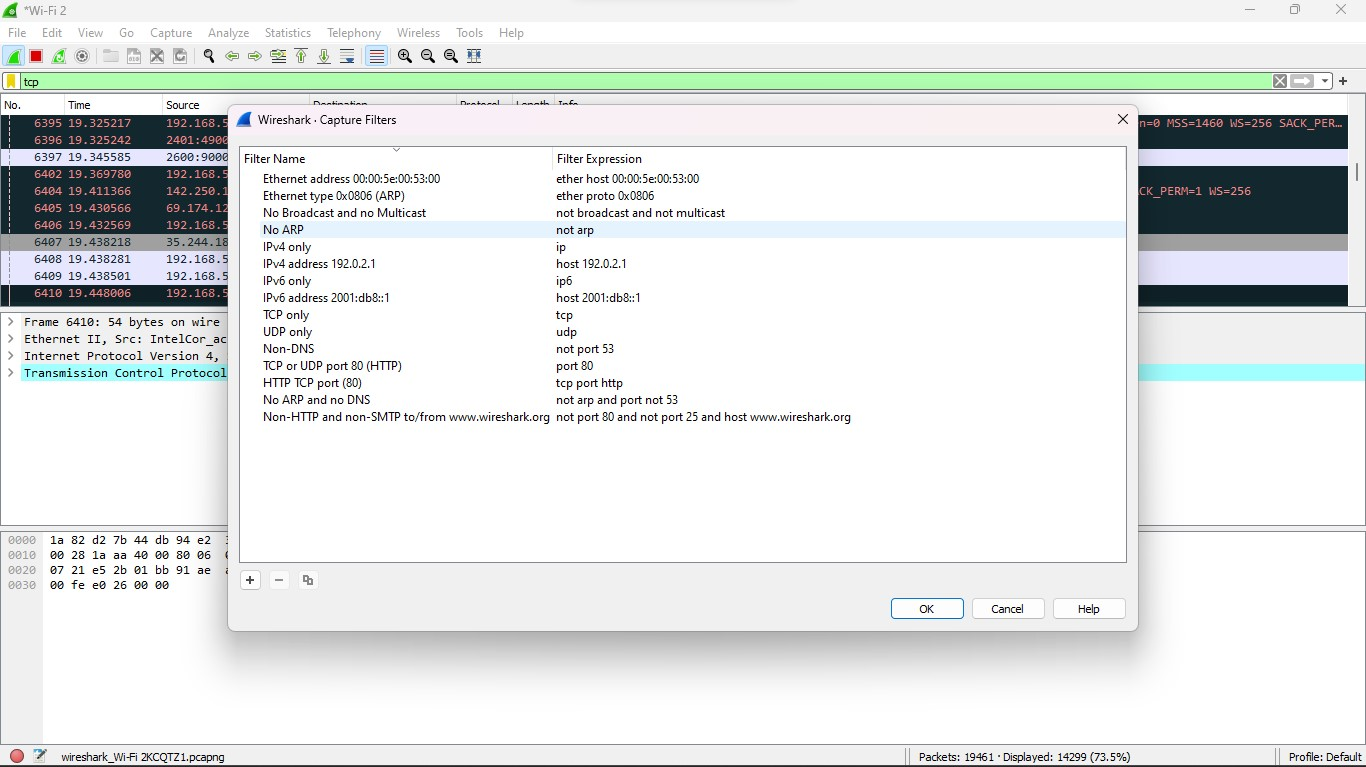 *Wi-Fi 2
File Edit View Go Capture Analyze Statistics Telephony Wireless Tools Help
tcp
No. Time Source Destination Protocol Length Info
6395 19.325217 192.168.5 n=0 MSS=1460 WS=256 SACK_PER…
6396 19.325242 2401:4900
6397 19.345585 2600:9000
6402 19.369780 192.168.5
6404 19.411366 142.250.1 CK_PERM=1 WS=256
6405 19.430566 69.174.12
6406 19.432569 192.168.5
6407 19.438218 35.244.18
6408 19.438281 192.168.5
6409 19.438501 192.168.5
6410 19.448006 192.168.5
Frame 6410: 54 bytes on wire
Ethernet II, Src: IntelCor_ac
Internet Protocol Version 4,
Transmission Control Protocol
0000 1a 82 d2 7b 44 db 94 e2
0010 00 28 1a aa 40 00 80 06
0020 07 21 e5 2b 01 bb 91 ae
0030 00 fe e0 26 00 00
Wireshark · Capture Filters
Filter Name Filter Expression
Ethernet address 00:00:5e:00:53:00 ether host 00:00:5e:00:53:00
Ethernet type 0x0806 (ARP) ether proto 0x0806
No Broadcast and no Multicast not broadcast and not multicast
No ARP not arp
IPv4 only ip
IPv4 address 192.0.2.1 host 192.0.2.1
IPv6 only ip6
IPv6 address 2001:db8::1 host 2001:db8::1
TCP only tcp
UDP only udp
Non-DNS not port 53
TCP or UDP port 80 (HTTP) port 80
HTTP TCP port (80) tcp port http
No ARP and no DNS not arp and port not 53
Non-HTTP and non-SMTP to/from www.wireshark.org not port 80 and not port 25 and host www.wireshark.org
OK Cancel Help
wireshark_Wi-Fi 2KCQTZ1.pcapng Packets: 19461 · Displayed: 14299 (73.5%) Profile: Default